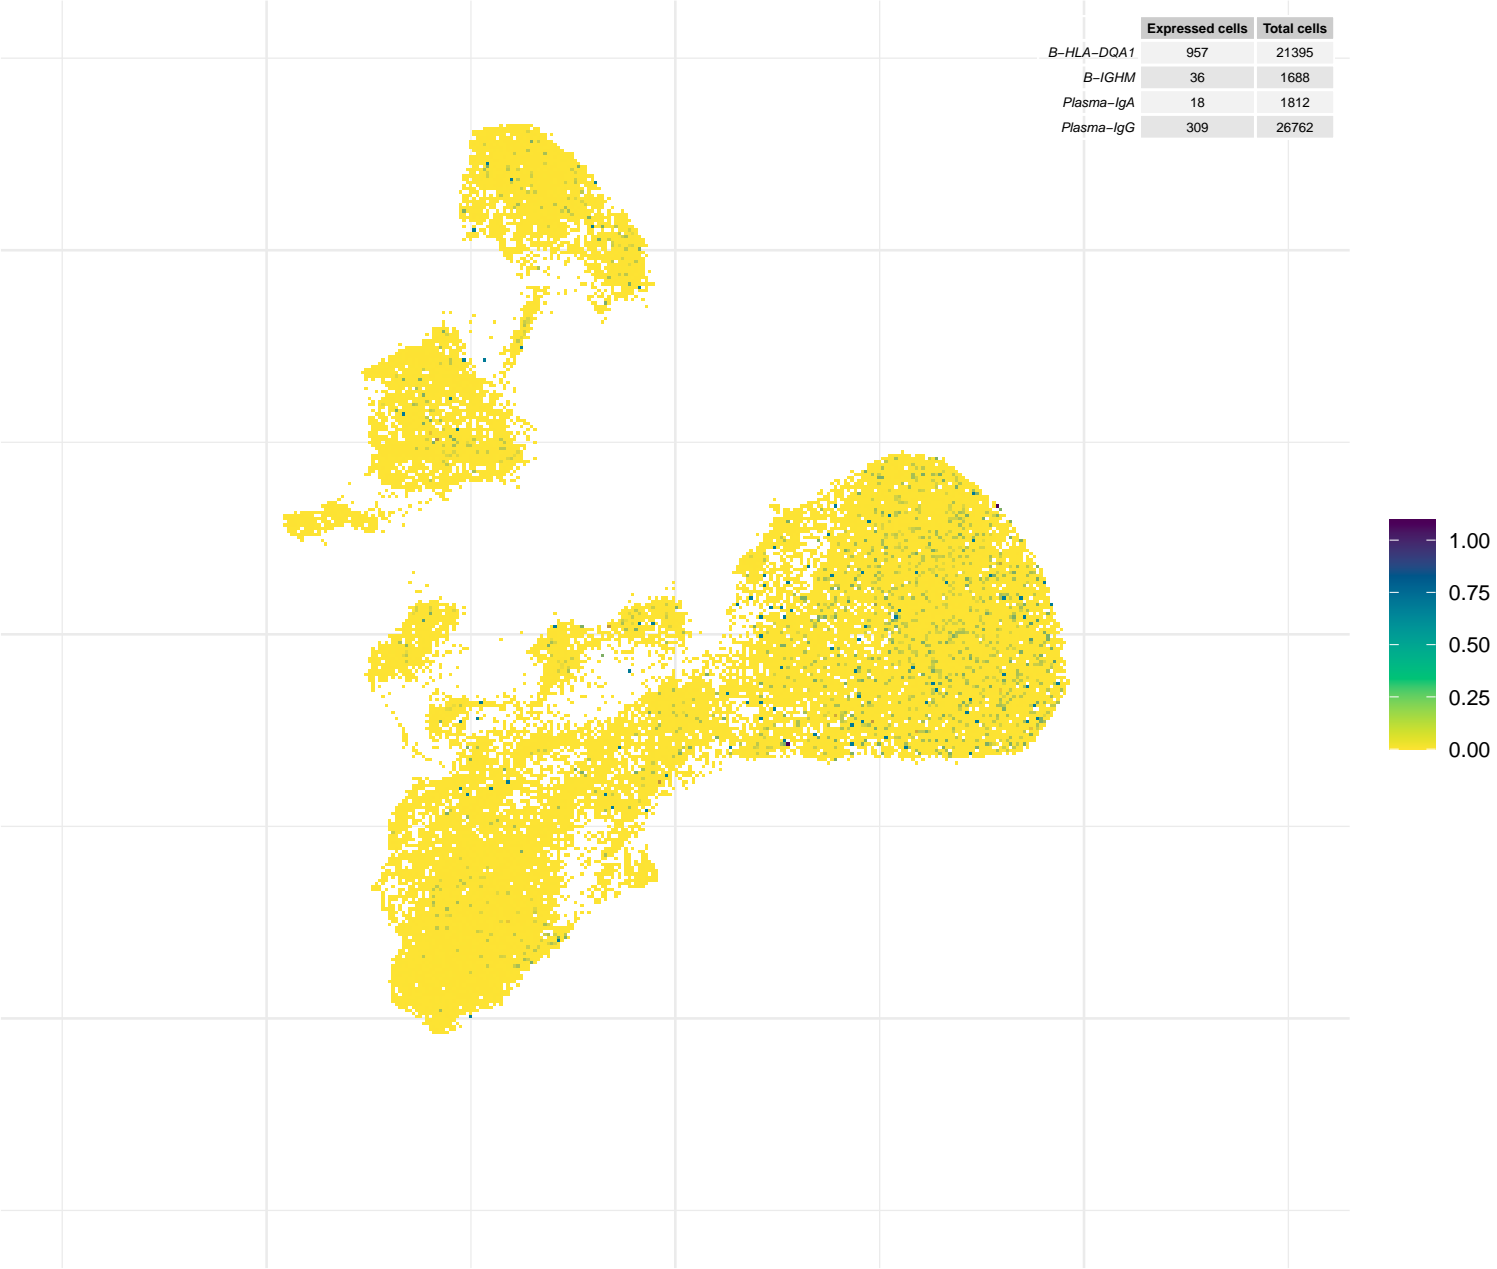 Expressed cells Total cells
B−HLA−DQA1 957 21395
B−IGHM 36 1688
Plasma−IgA 18 1812
Plasma−IgG 309 26762
1.00
0.75
0.50
0.25
0.00